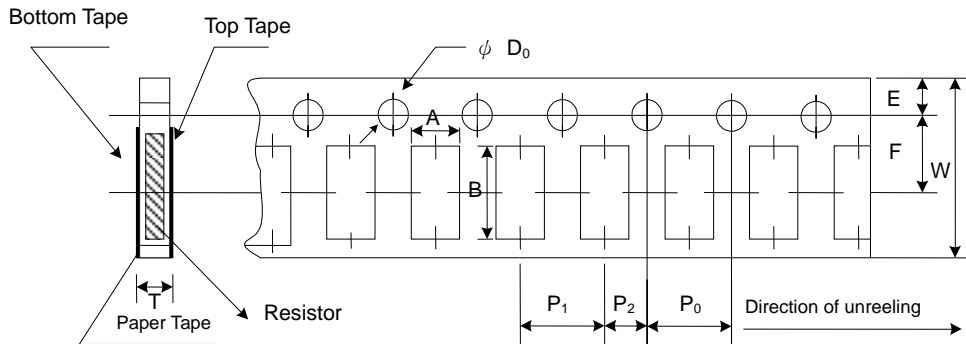 Bottom Tape
Top Tape
ϕ D₀
A
B
E
F
W
T
Paper Tape
Resistor
P₁
P₂
P₀
Direction of unreeling